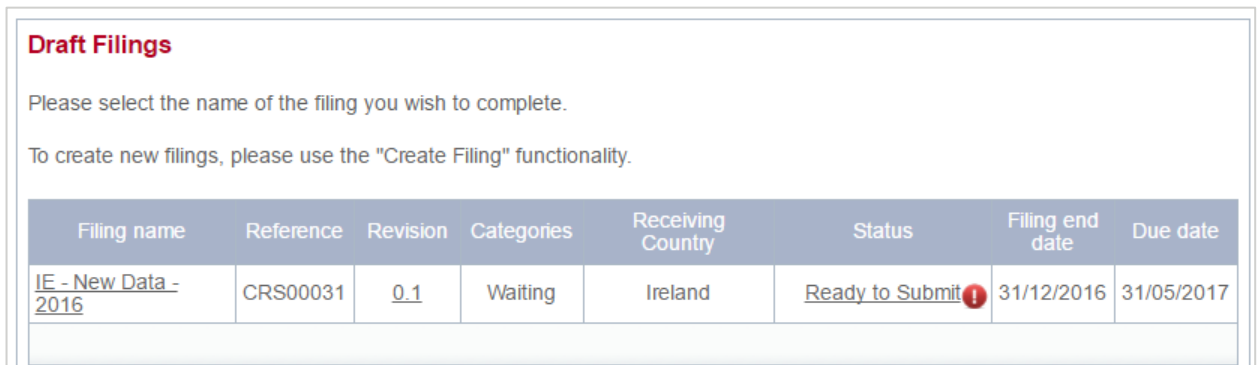 Draft Filings
Please select the name of the filing you wish to complete.
To create new filings, please use the "Create Filing" functionality.
Filing name Reference Revision Categories Receiving Country Status Filing end date Due date
IE - New Data - 2016 CRS00031 0.1 Waiting Ireland Ready to Submit 31/12/2016 31/05/2017